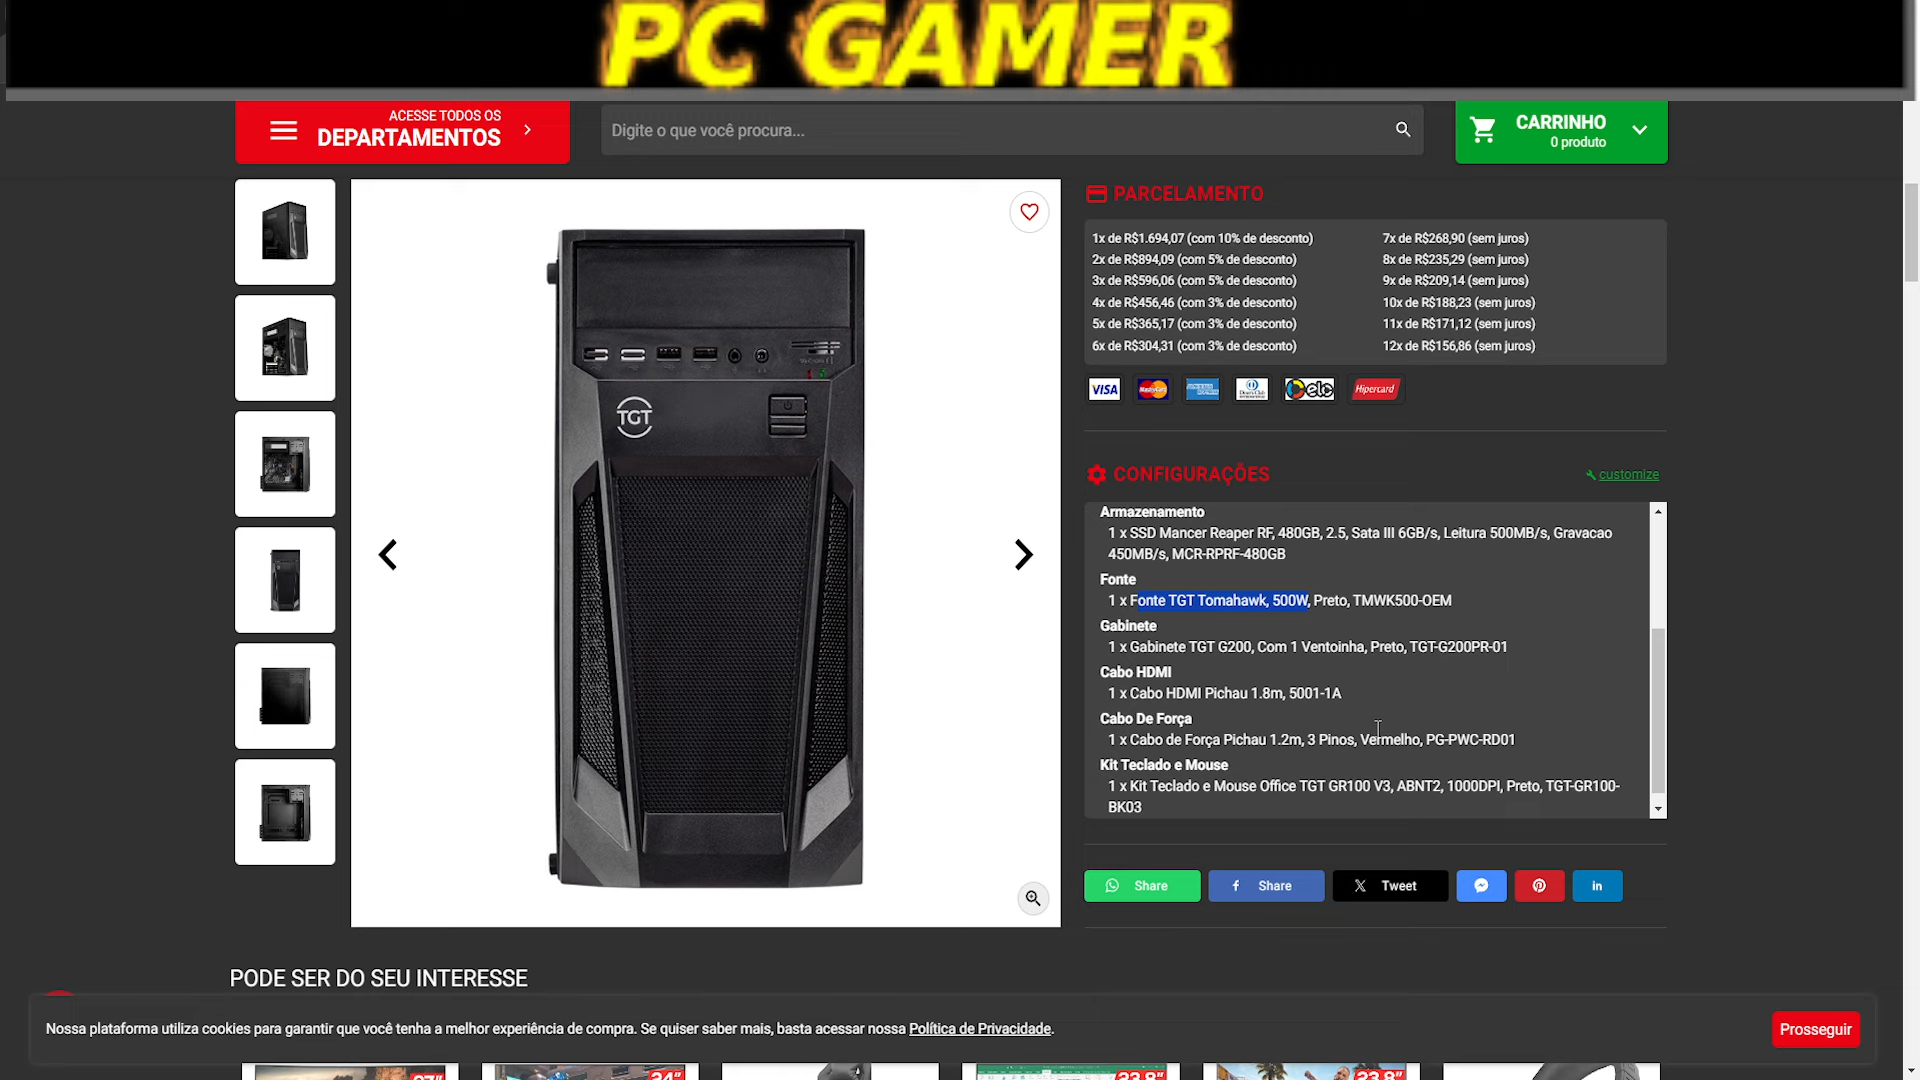 PC GAMER
ACESSE TODOS OS
DEPARTAMENTOS
Digite o que você procura...
CARRINHO
0 produto
TGT
PARCELAMENTO
1x de R$1.694,07 (com 10% de desconto)
2x de R$894,09 (com 5% de desconto)
3x de R$596,06 (com 5% de desconto)
4x de R$456,46 (com 3% de desconto)
5x de R$365,17 (com 3% de desconto)
6x de R$304,31 (com 3% de desconto)
7x de R$268,90 (sem juros)
8x de R$235,29 (sem juros)
9x de R$209,14 (sem juros)
10x de R$188,23 (sem juros)
11x de R$171,12 (sem juros)
12x de R$156,86 (sem juros)
VISA
MasterCard
elo
Hipercard
CONFIGURAÇÕES
customize
Armazenamento
1 x SSD Mancer Reaper RF, 480GB, 2.5, Sata III 6GB/s, Leitura 500MB/s, Gravacao
450MB/s, MCR-RPRF-480GB
Fonte
1 x Fonte TGT Tomahawk, 500W, Preto, TMWK500-OEM
Gabinete
1 x Gabinete TGT G200, Com 1 Ventoinha, Preto, TGT-G200PR-01
Cabo HDMI
1 x Cabo HDMI Pichau 1.8m, 5001-1A
Cabo De Força
1 x Cabo de Força Pichau 1.2m, 3 Pinos, Vermelho, PG-PWC-RD01
Kit Teclado e Mouse
1 x Kit Teclado e Mouse Office TGT GR100 V3, ABNT2, 1000DPI, Preto, TGT-GR100-
BK03
Share
Share
Tweet
in
PODE SER DO SEU INTERESSE
Nossa plataforma utiliza cookies para garantir que você tenha a melhor experiência de compra. Se quiser saber mais, basta acessar nossa Política de Privacidade.
Prosseguir
27"
24"
23.8"
23.8"